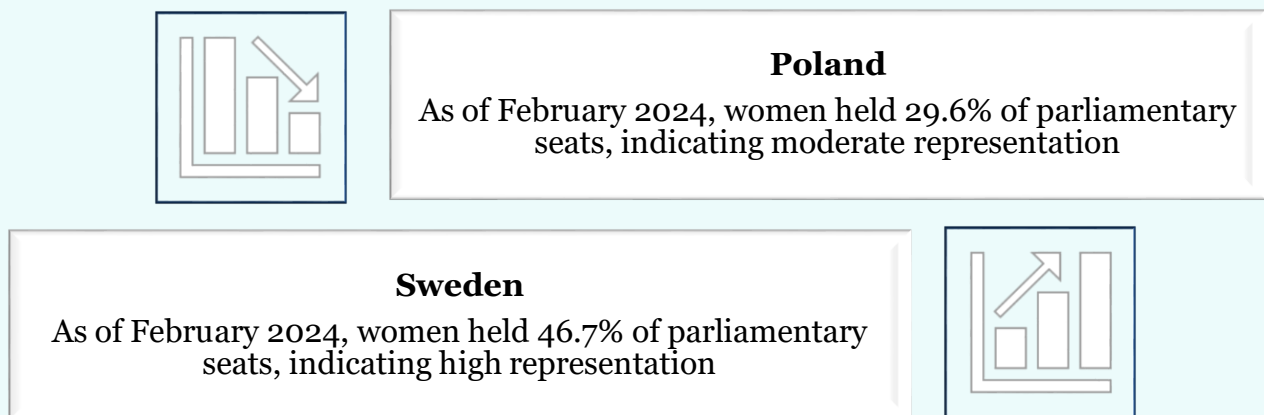 Poland
As of February 2024, women held 29.6% of parliamentary
seats, indicating moderate representation
Sweden
As of February 2024, women held 46.7% of parliamentary
seats, indicating high representation